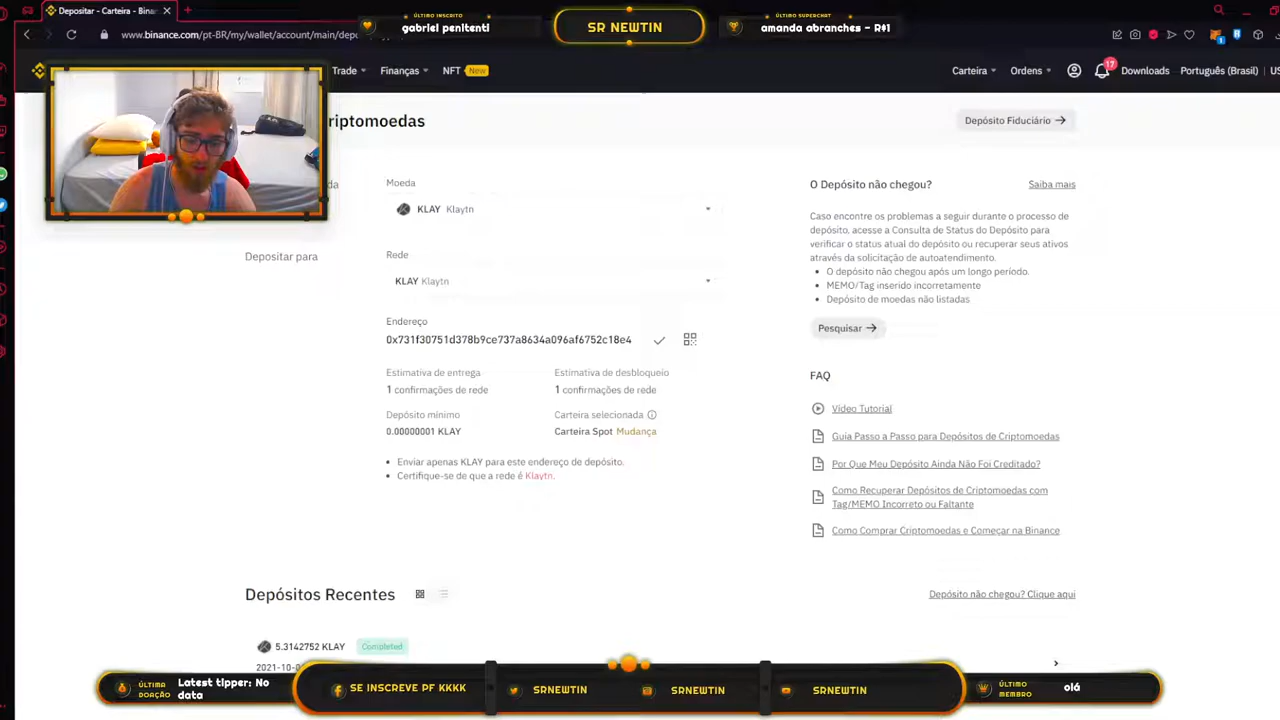 Depositar - Carteira - Bina
www.binance.com/pt-BR/my/wallet/account/main/depo
ÚLTIMO INSCRITO
gabriel penitenti
SR NEWTIN
ÚLTIMO SUPERCHAT
amanda abranches - R$1
1
Trade
Finanças
NFT New
Carteira
Ordens
17
Downloads
Português (Brasil)
US
riptomoedas
Depósito Fiduciário
da
Depositar para
Moeda
KLAY Klaytn
Rede
KLAY Klaytn
Endereço
0x731f30751d378b9ce737a8634a096af6752c18e4
Estimativa de entrega
1 confirmações de rede
Estimativa de desbloqueio
1 confirmações de rede
Depósito mínimo
0.00000001 KLAY
Carteira selecionada
Carteira Spot Mudança
Enviar apenas KLAY para este endereço de depósito.
Certifique-se de que a rede é Klaytn.
O Depósito não chegou?
Saiba mais
Caso encontre os problemas a seguir durante o processo de
depósito, acesse a Consulta de Status do Depósito para
verificar o status atual do depósito ou recuperar seus ativos
através da solicitação de autoatendimento.
O depósito não chegou após um longo período.
MEMO/Tag inserido incorretamente
Depósito de moedas não listadas
Pesquisar
FAQ
Vídeo Tutorial
Guia Passo a Passo para Depósitos de Criptomoedas
Por Que Meu Depósito Ainda Não Foi Creditado?
Como Recuperar Depósitos de Criptomoedas com
Tag/MEMO Incorreto ou Faltante
Como Comprar Criptomoedas e Começar na Binance
Depósitos Recentes
Depósito não chegou? Clique aqui
5.3142752 KLAY
Completed
2021-10-0
ÚLTIMA
DOAÇÃO
Latest tipper: No
data
SE INSCREVE PF KKKK
SRNEWTIN
SRNEWTIN
SRNEWTIN
ÚLTIMO
MEMBRO
olá